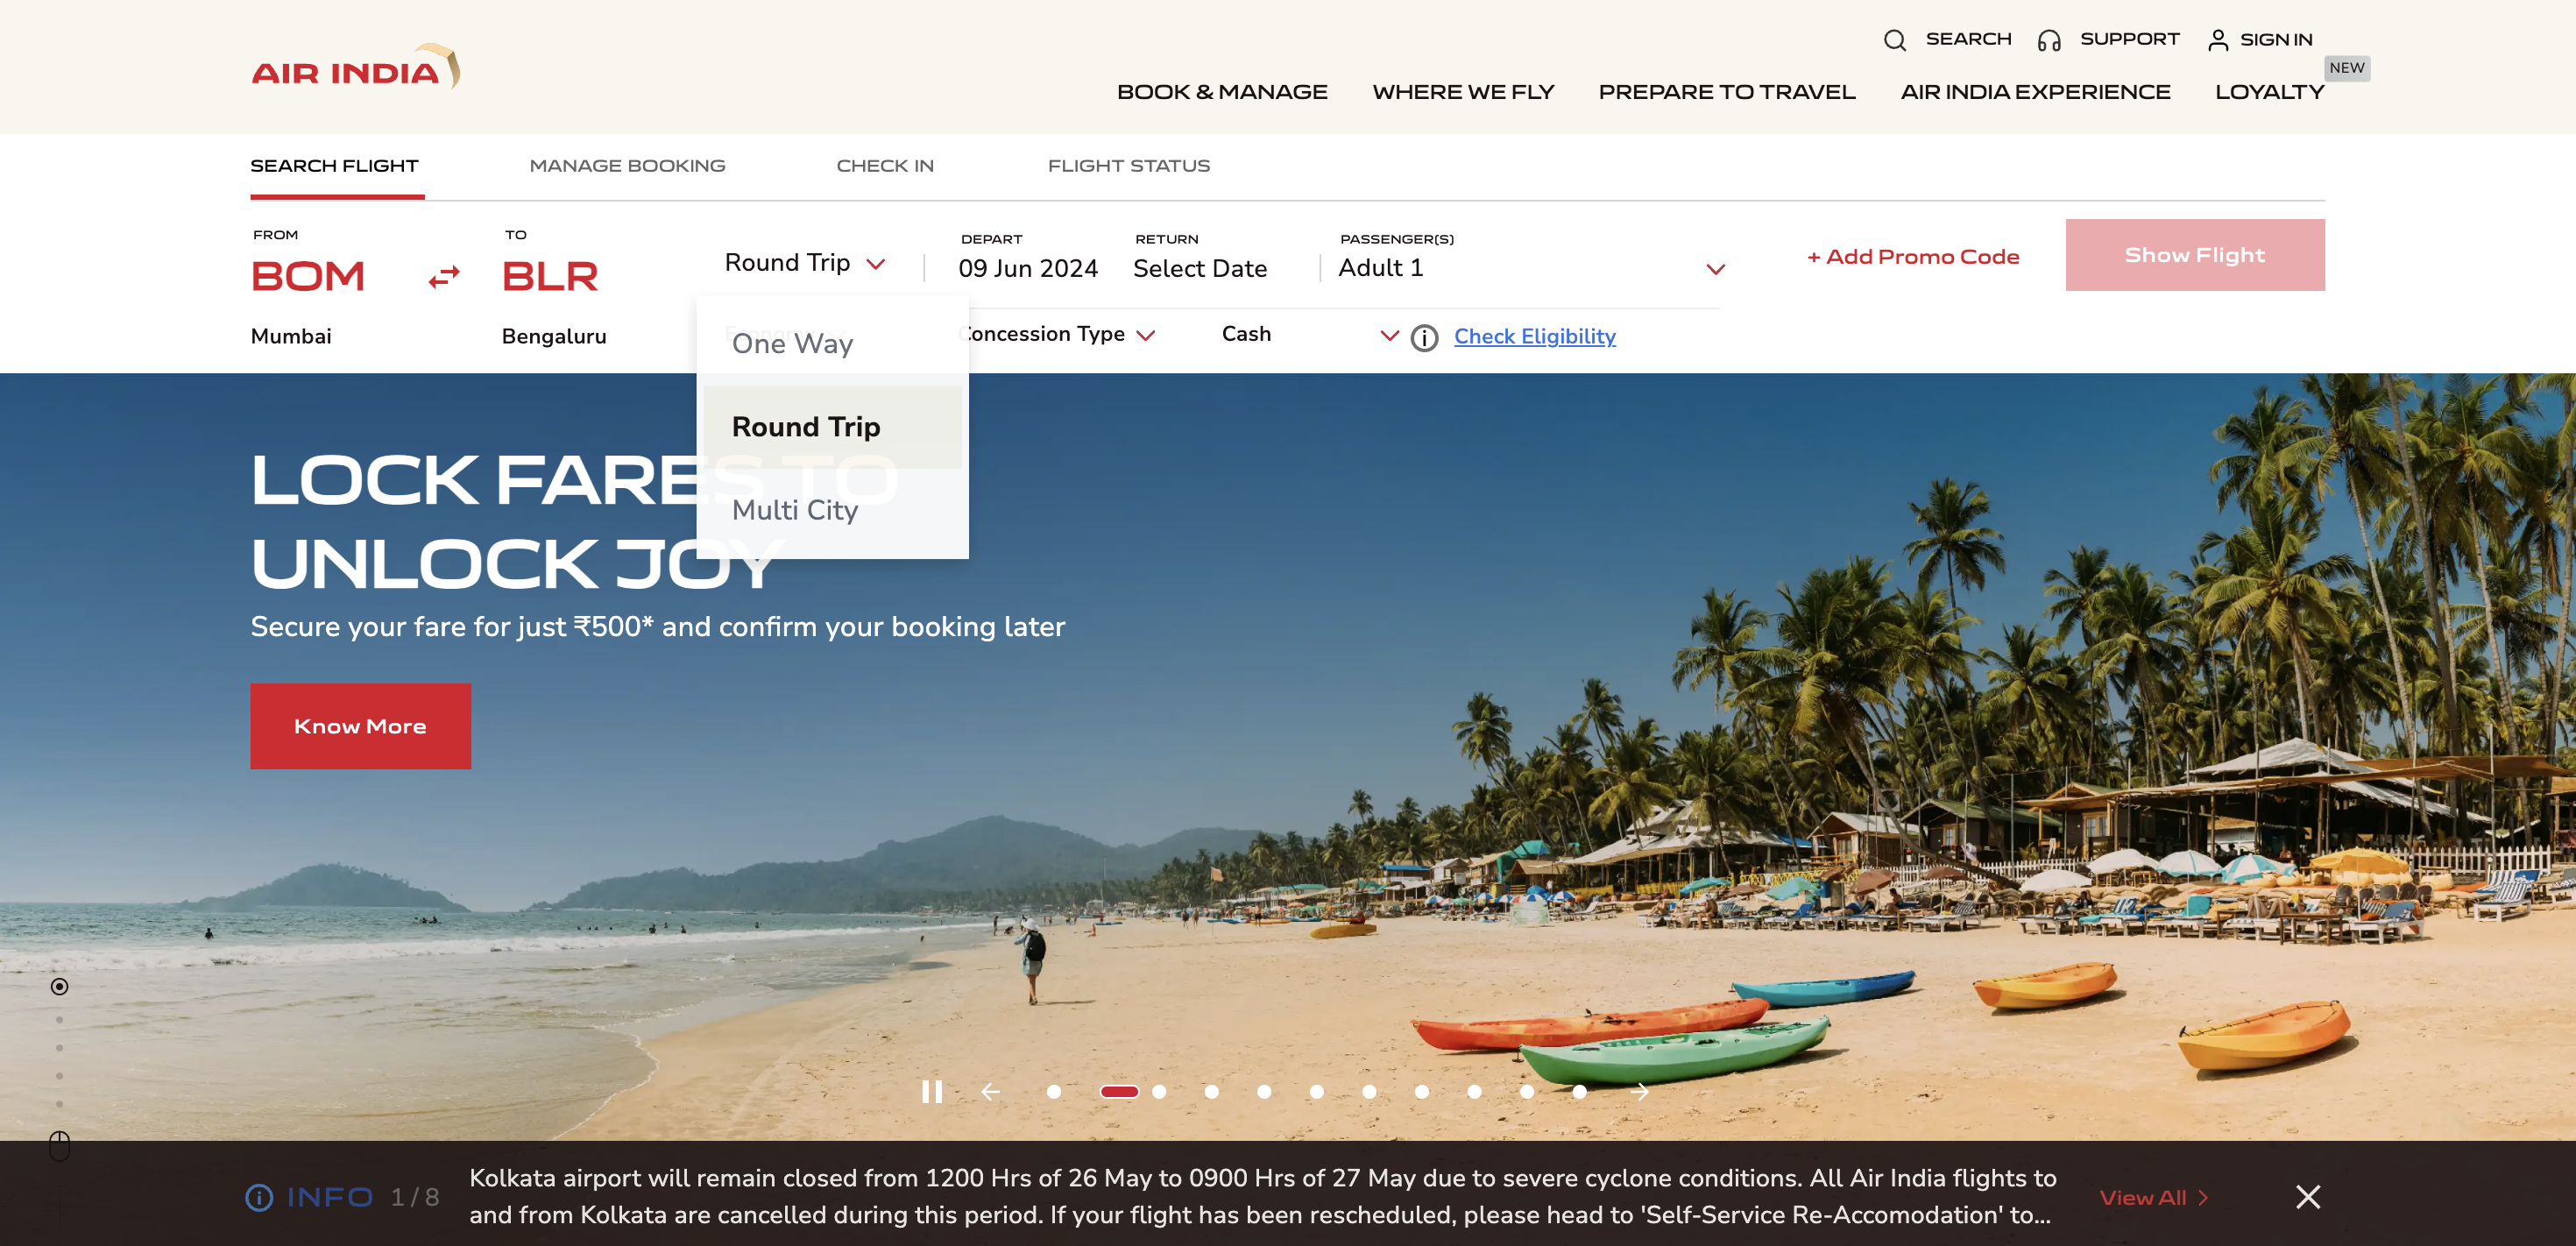 AIR INDIA
SEARCH
SUPPORT
SIGN IN
BOOK & MANAGE
WHERE WE FLY
PREPARE TO TRAVEL
AIR INDIA EXPERIENCE
LOYALTY
NEW
SEARCH FLIGHT
MANAGE BOOKING
CHECK IN
FLIGHT STATUS
FROM
BOM
Mumbai
TO
BLR
Bengaluru
Round Trip
DEPART
09 Jun 2024
RETURN
Select Date
PASSENGER(S)
Adult 1
+ Add Promo Code
Show Flight
Economy
Concession Type
Cash
Check Eligibility
One Way
Round Trip
Multi City
LOCK FARES TO
UNLOCK JOY
Secure your fare for just ₹500* and confirm your booking later
Know More
INFO 1 / 8
Kolkata airport will remain closed from 1200 Hrs of 26 May to 0900 Hrs of 27 May due to severe cyclone conditions. All Air India flights to
and from Kolkata are cancelled during this period. If your flight has been rescheduled, please head to 'Self-Service Re-Accomodation' to...
View All